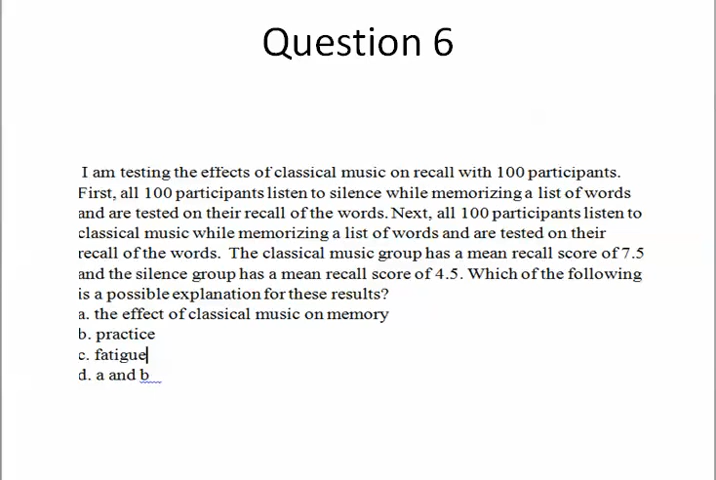 Question 6
I am testing the effects of classical music on recall with 100 participants.
First, all 100 participants listen to silence while memorizing a list of words
and are tested on their recall of the words. Next, all 100 participants listen to
classical music while memorizing a list of words and are tested on their
recall of the words. The classical music group has a mean recall score of 7.5
and the silence group has a mean recall score of 4.5. Which of the following
is a possible explanation for these results?
a. the effect of classical music on memory
b. practice
c. fatigue
d. a and b